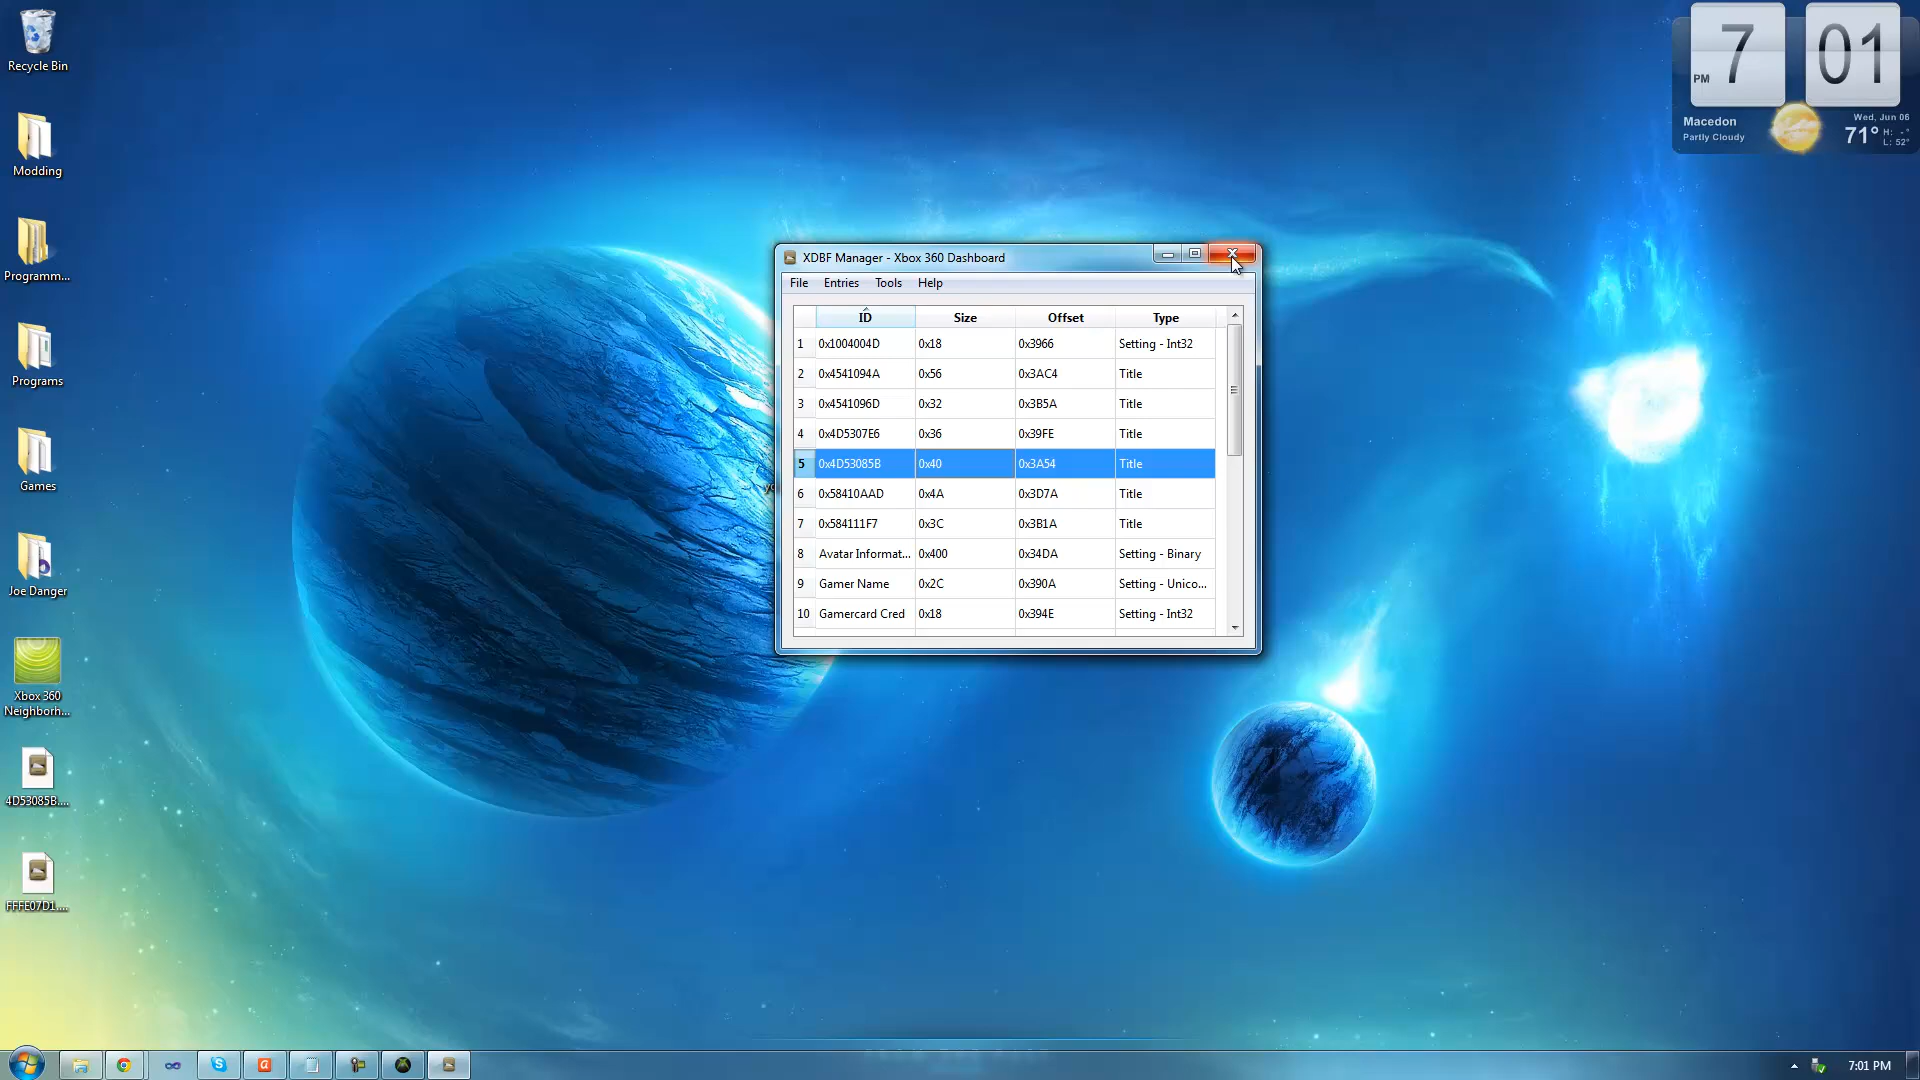 Recycle Bin
Modding
Programm...
Programs
Games
Joe Danger
Xbox 360
Neighborh...
4D53085B....
FFFE07D1....
PM 7 01
Macedon
Partly Cloudy
Wed, Jun 06
71° H: -°
L: 52°
XDBF Manager - Xbox 360 Dashboard
File Entries Tools Help
ID Size Offset Type
1 0x1004004D 0x18 0x3966 Setting - Int32
2 0x4541094A 0x56 0x3AC4 Title
3 0x4541096D 0x32 0x3B5A Title
4 0x4D5307E6 0x36 0x39FE Title
5 0x4D53085B 0x40 0x3A54 Title
6 0x58410AAD 0x4A 0x3D7A Title
7 0x584111F7 0x3C 0x3B1A Title
8 Avatar Informat... 0x400 0x34DA Setting - Binary
9 Gamer Name 0x2C 0x390A Setting - Unico...
10 Gamercard Cred 0x18 0x394E Setting - Int32
7:01 PM